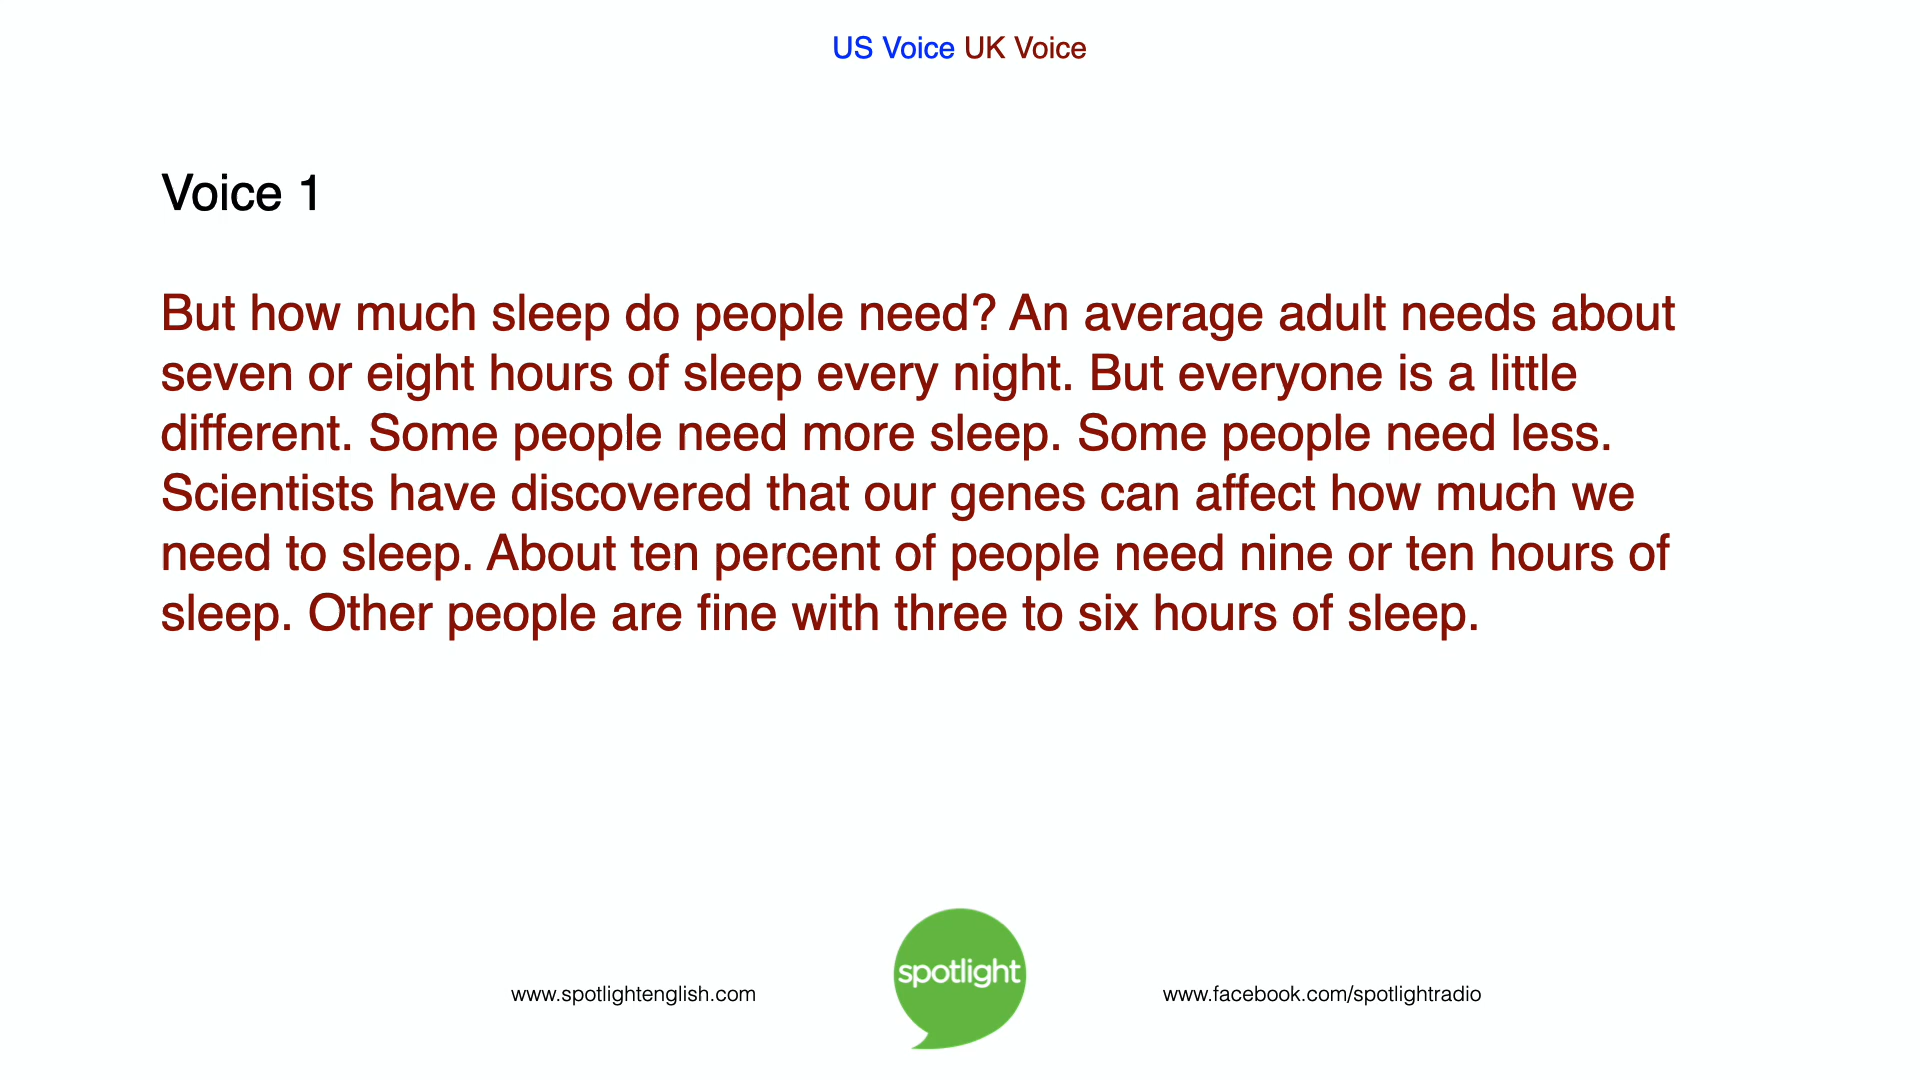 US Voice UK Voice
Voice 1
But how much sleep do people need? An average adult needs about
seven or eight hours of sleep every night. But everyone is a little
different. Some people need more sleep. Some people need less.
Scientists have discovered that our genes can affect how much we
need to sleep. About ten percent of people need nine or ten hours of
sleep. Other people are fine with three to six hours of sleep.
www.spotlightenglish.com
spotlight
www.facebook.com/spotlightradio